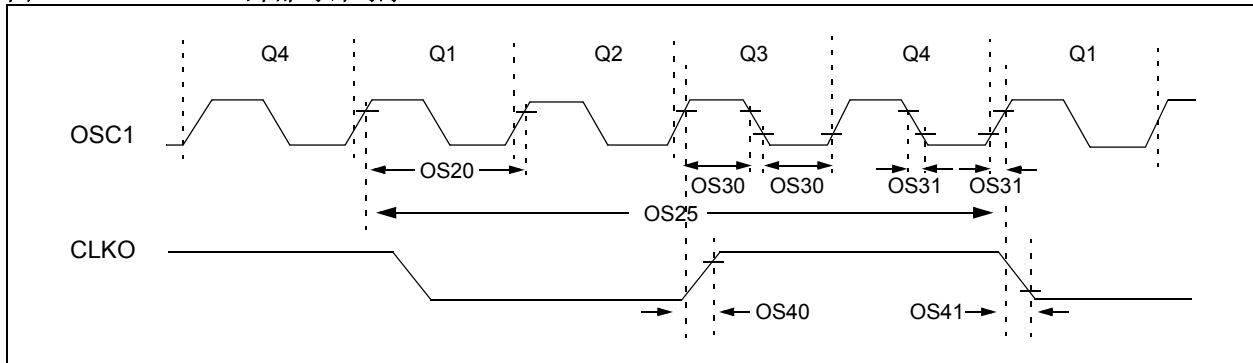 Q4 Q1 Q2 Q3 Q4 Q1
OSC1
OS20
OS30 OS30 OS31 OS31
OS25
CLKO
OS40 OS41